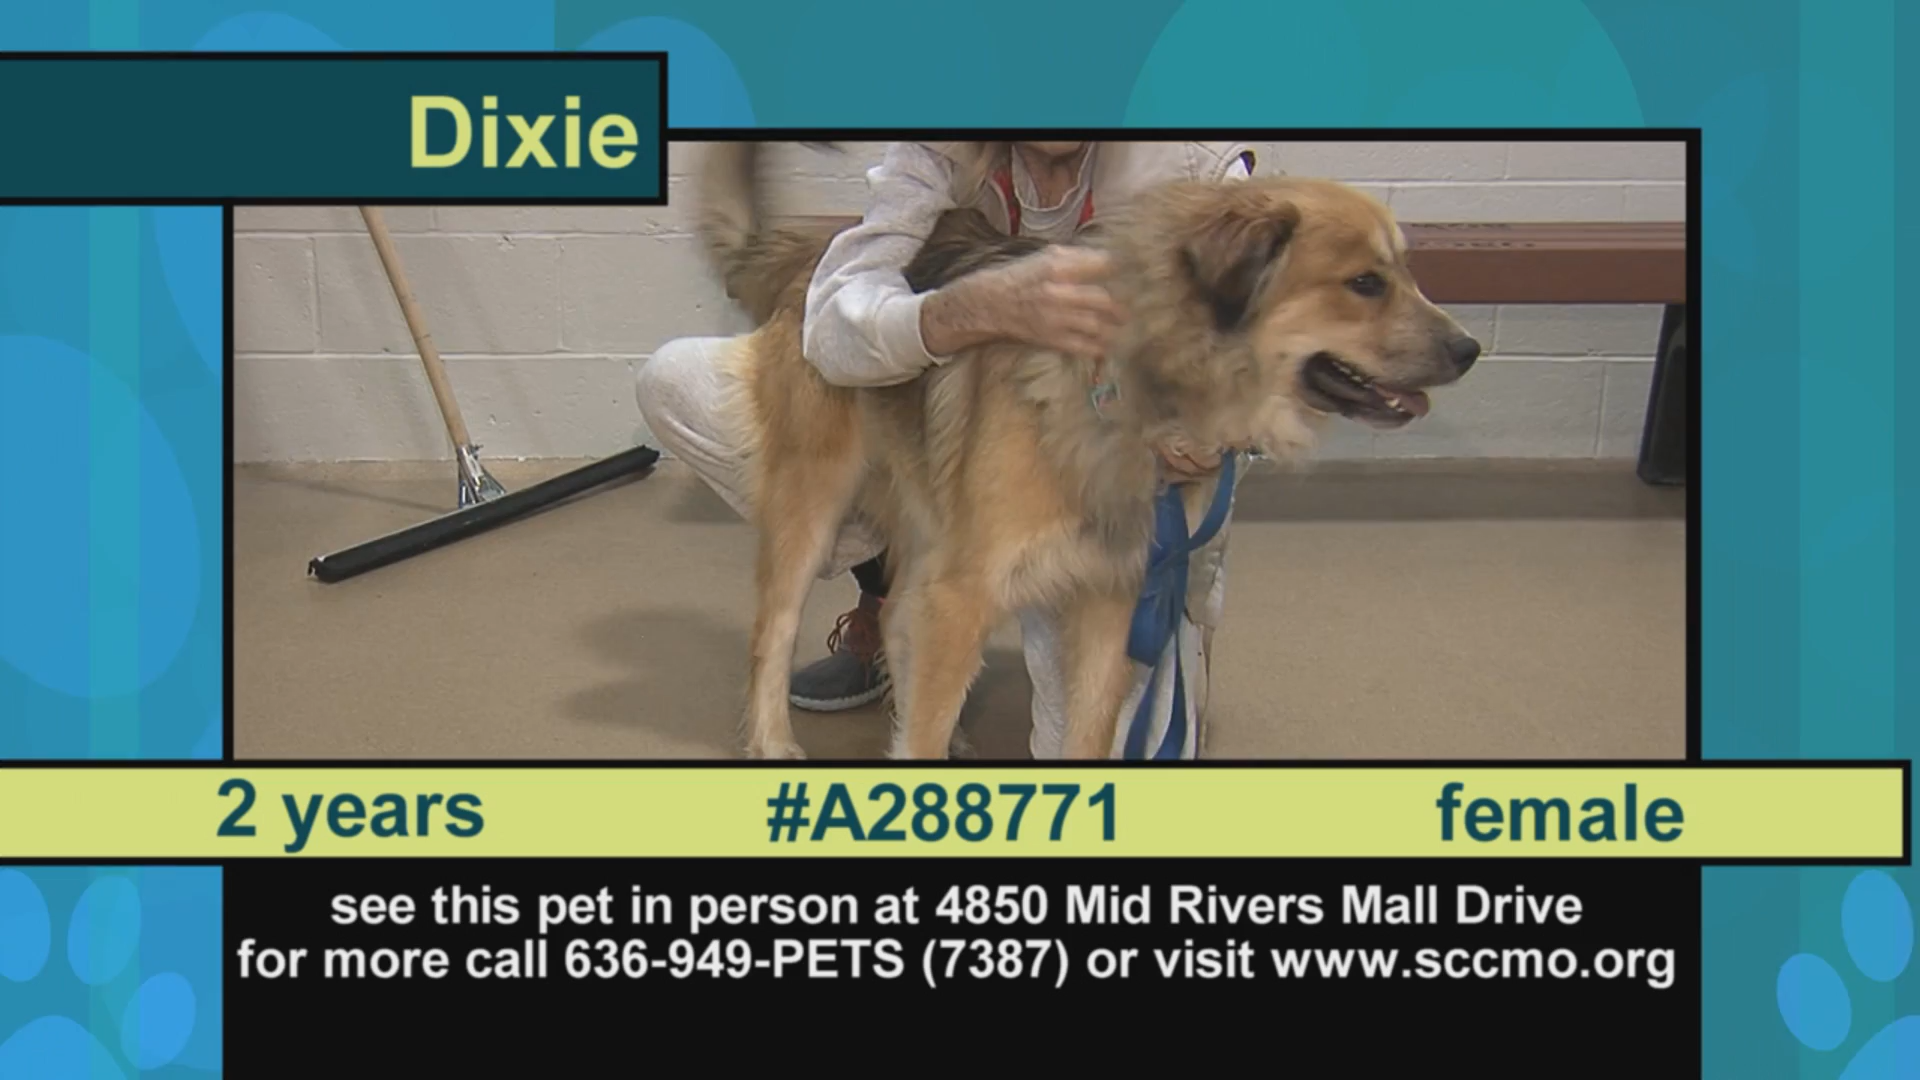 Dixie
2 years #A288771 female
see this pet in person at 4850 Mid Rivers Mall Drive
for more call 636-949-PETS (7387) or visit www.sccmo.org